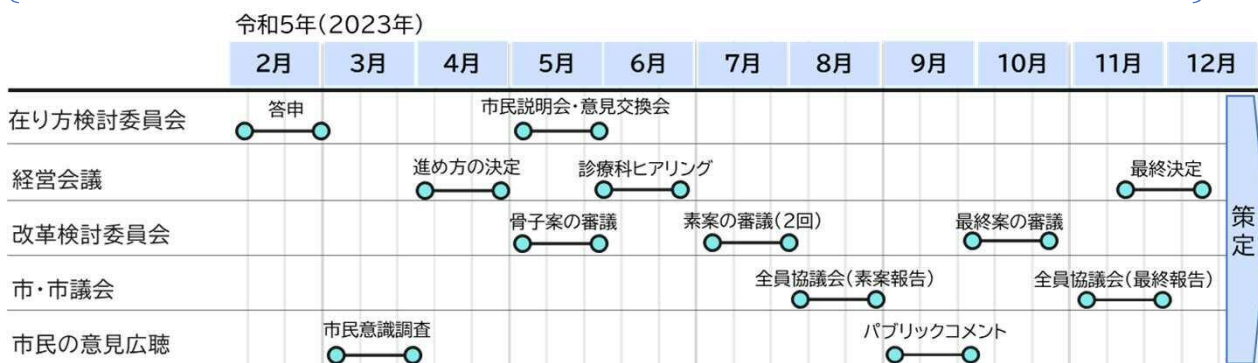 令和5年(2023年)
2月 3月 4月 5月 6月 7月 8月 9月 10月 11月 12月
在り方検討委員会 答申 市民説明会・意見交換会
経営会議 進め方の決定 診療科ヒアリング 最終決定
改革検討委員会 骨子案の審議 素案の審議(2回) 最終案の審議
市・市議会 全員協議会(素案報告) 全員協議会(最終報告)
市民の意見広聴 市民意識調査 パブリックコメント
策定